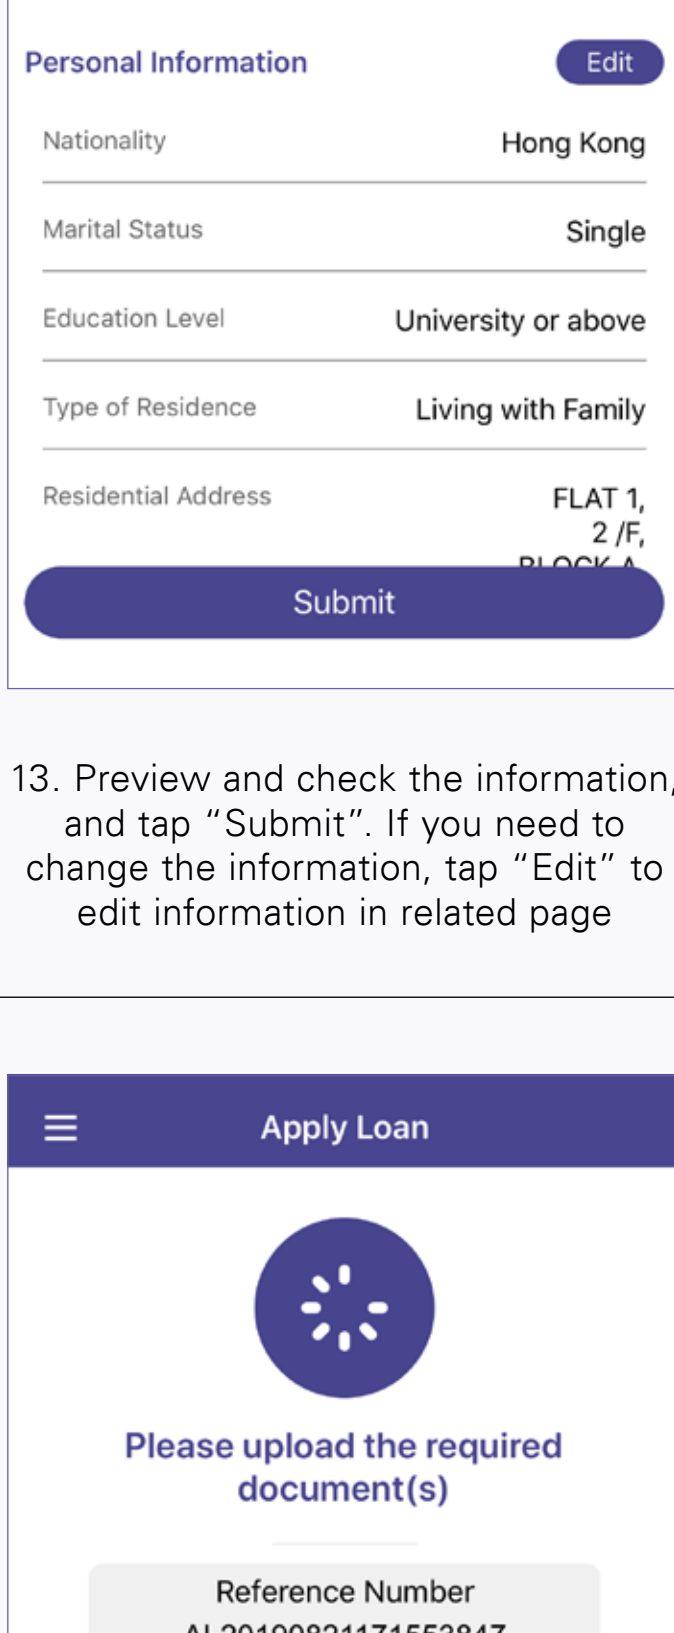 Personal Information
Edit
Nationality
Hong Kong
Marital Status
Single
Education Level
University or above
Type of Residence
Living with Family
Residential Address
FLAT 1,
2 /F,
BLOCK A,
Submit
13. Preview and check the information,
and tap “Submit”. If you need to
change the information, tap “Edit” to
edit information in related page
Apply Loan
Please upload the required
document(s)
Reference Number
AL20190821171553847